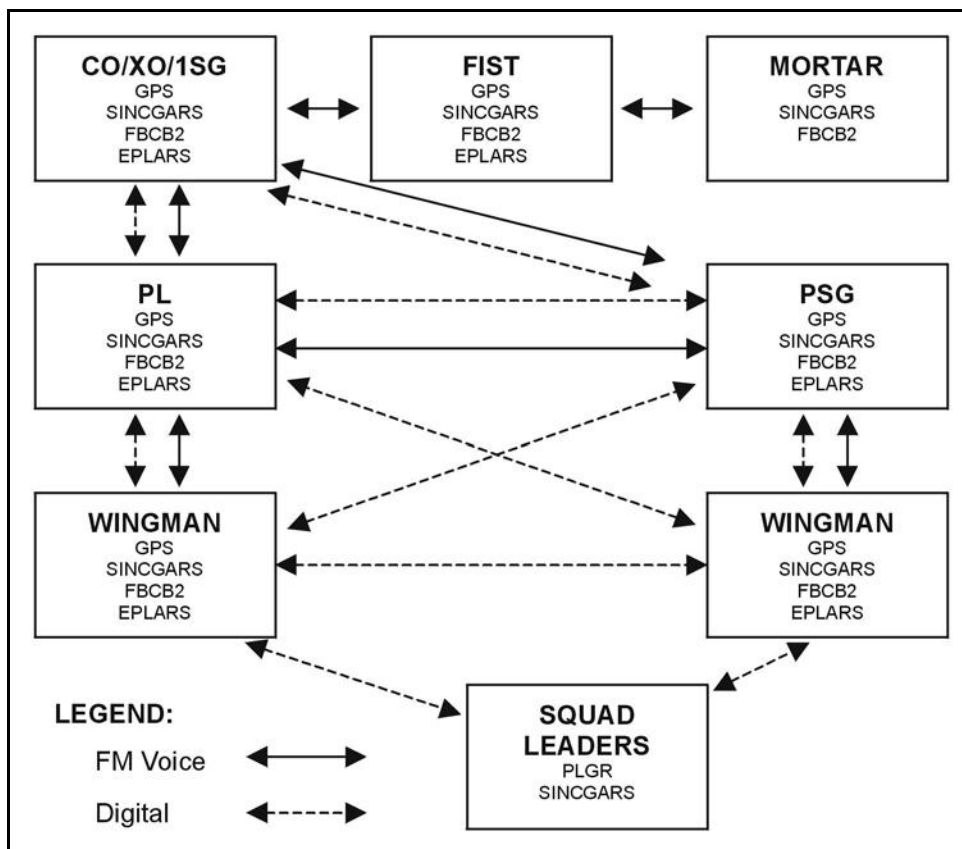 CO/XO/1SG
GPS
SINCGARS
FBCB2
EPLARS
FIST
GPS
SINCGARS
FBCB2
EPLARS
MORTAR
GPS
SINCGARS
FBCB2
PL
GPS
SINCGARS
FBCB2
EPLARS
PSG
GPS
SINCGARS
FBCB2
EPLARS
WINGMAN
GPS
SINCGARS
FBCB2
EPLARS
WINGMAN
GPS
SINCGARS
FBCB2
EPLARS
SQUAD
LEADERS
PLGR
SINCGARS
LEGEND:
FM Voice
Digital